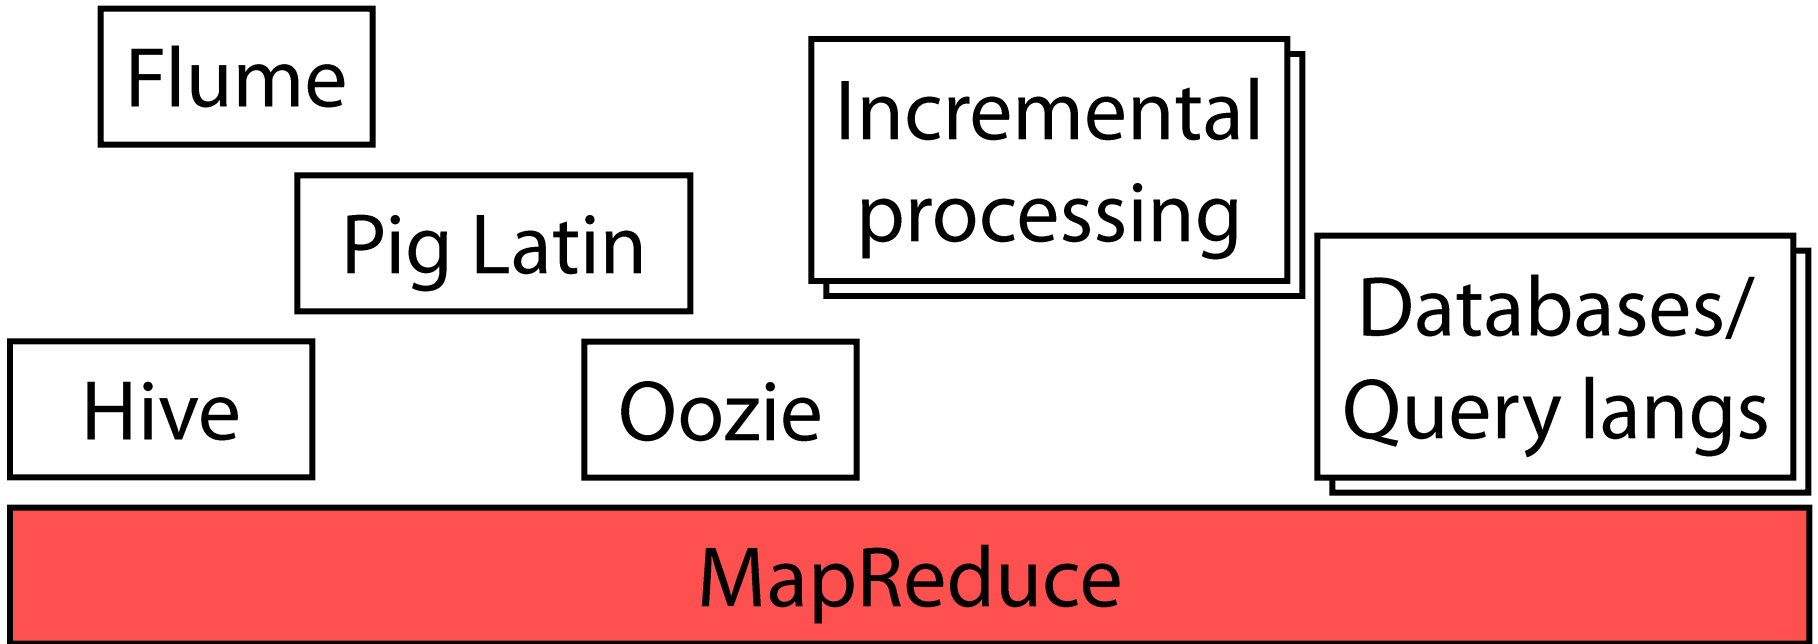 Flume
Incremental
processing
Pig Latin
Databases/
Query langs
Hive
Oozie
MapReduce